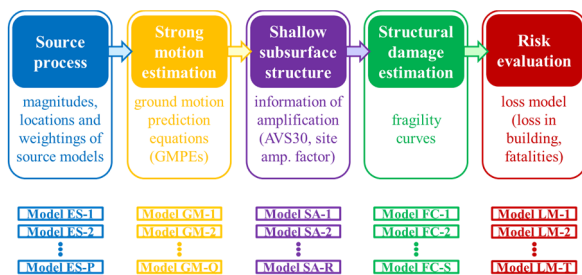 Source
process
magnitudes,
locations and
weightings of
source models
Strong
motion
estimation
ground motion
prediction
equations
(GMPEs)
Shallow
subsurface
structure
information of
amplification
(AVS30, site
amp. factor)
Structural
damage
estimation
fragility
curves
Risk
evaluation
loss model
(loss in
building,
fatalities)
Model ES-1
Model ES-2
Model ES-P
Model GM-1
Model GM-2
Model GM-Q
Model SA-1
Model SA-2
Model SA-R
Model FC-1
Model FC-2
Model FC-S
Model LM-1
Model LM-2
Model LM-T